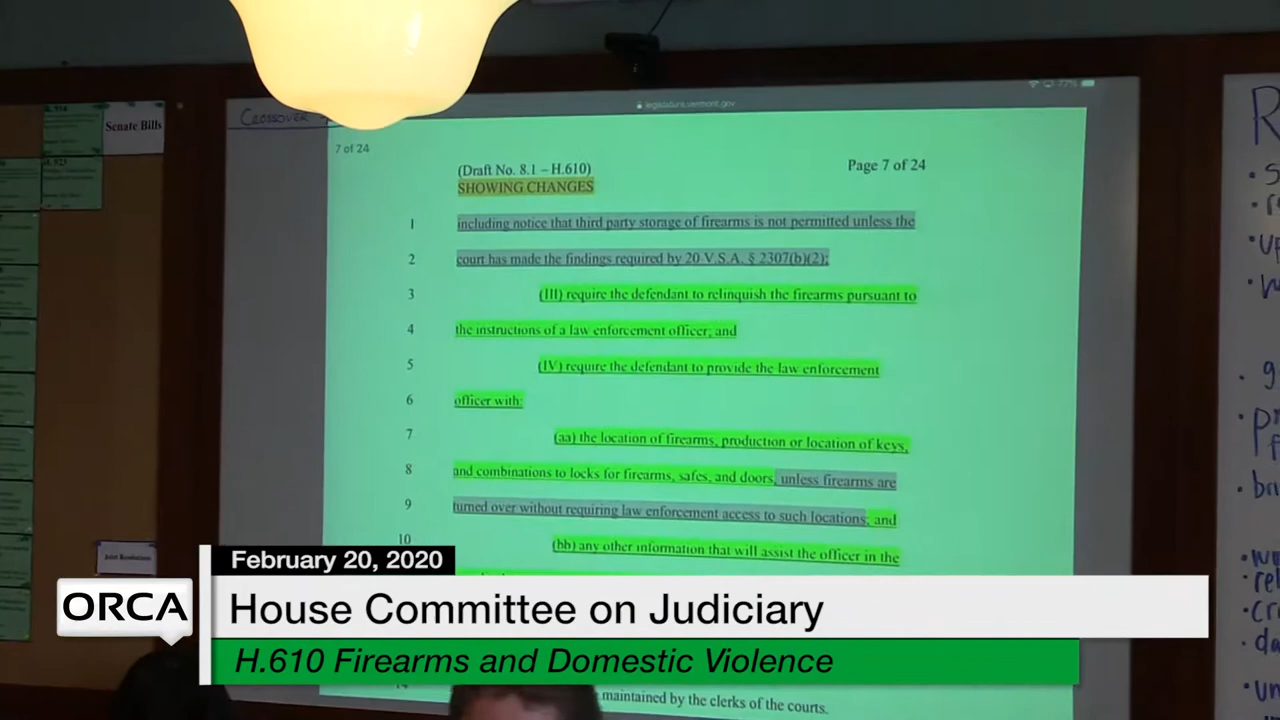 Senate Bills
CROSSOVER
77%
legislature.vermont.gov
7 of 24
(Draft No. 8.1 – H.610)
Page 7 of 24
SHOWING CHANGES
1 including notice that third party storage of firearms is not permitted unless the
2 court has made the findings required by 20 V.S.A. § 2307(b)(2);
3 (III) require the defendant to relinquish the firearms pursuant to
4 the instructions of a law enforcement officer; and
5 (IV) require the defendant to provide the law enforcement
6 officer with:
7 (aa) the location of firearms, production or location of keys,
8 and combinations to locks for firearms, safes, and doors, unless firearms are
9 turned over without requiring law enforcement access to such locations; and
10 (bb) any other information that will assist the officer in the
maintained by the clerks of the courts.
Joint Resolutions
February 20, 2020
ORCA
House Committee on Judiciary
H.610 Firearms and Domestic Violence